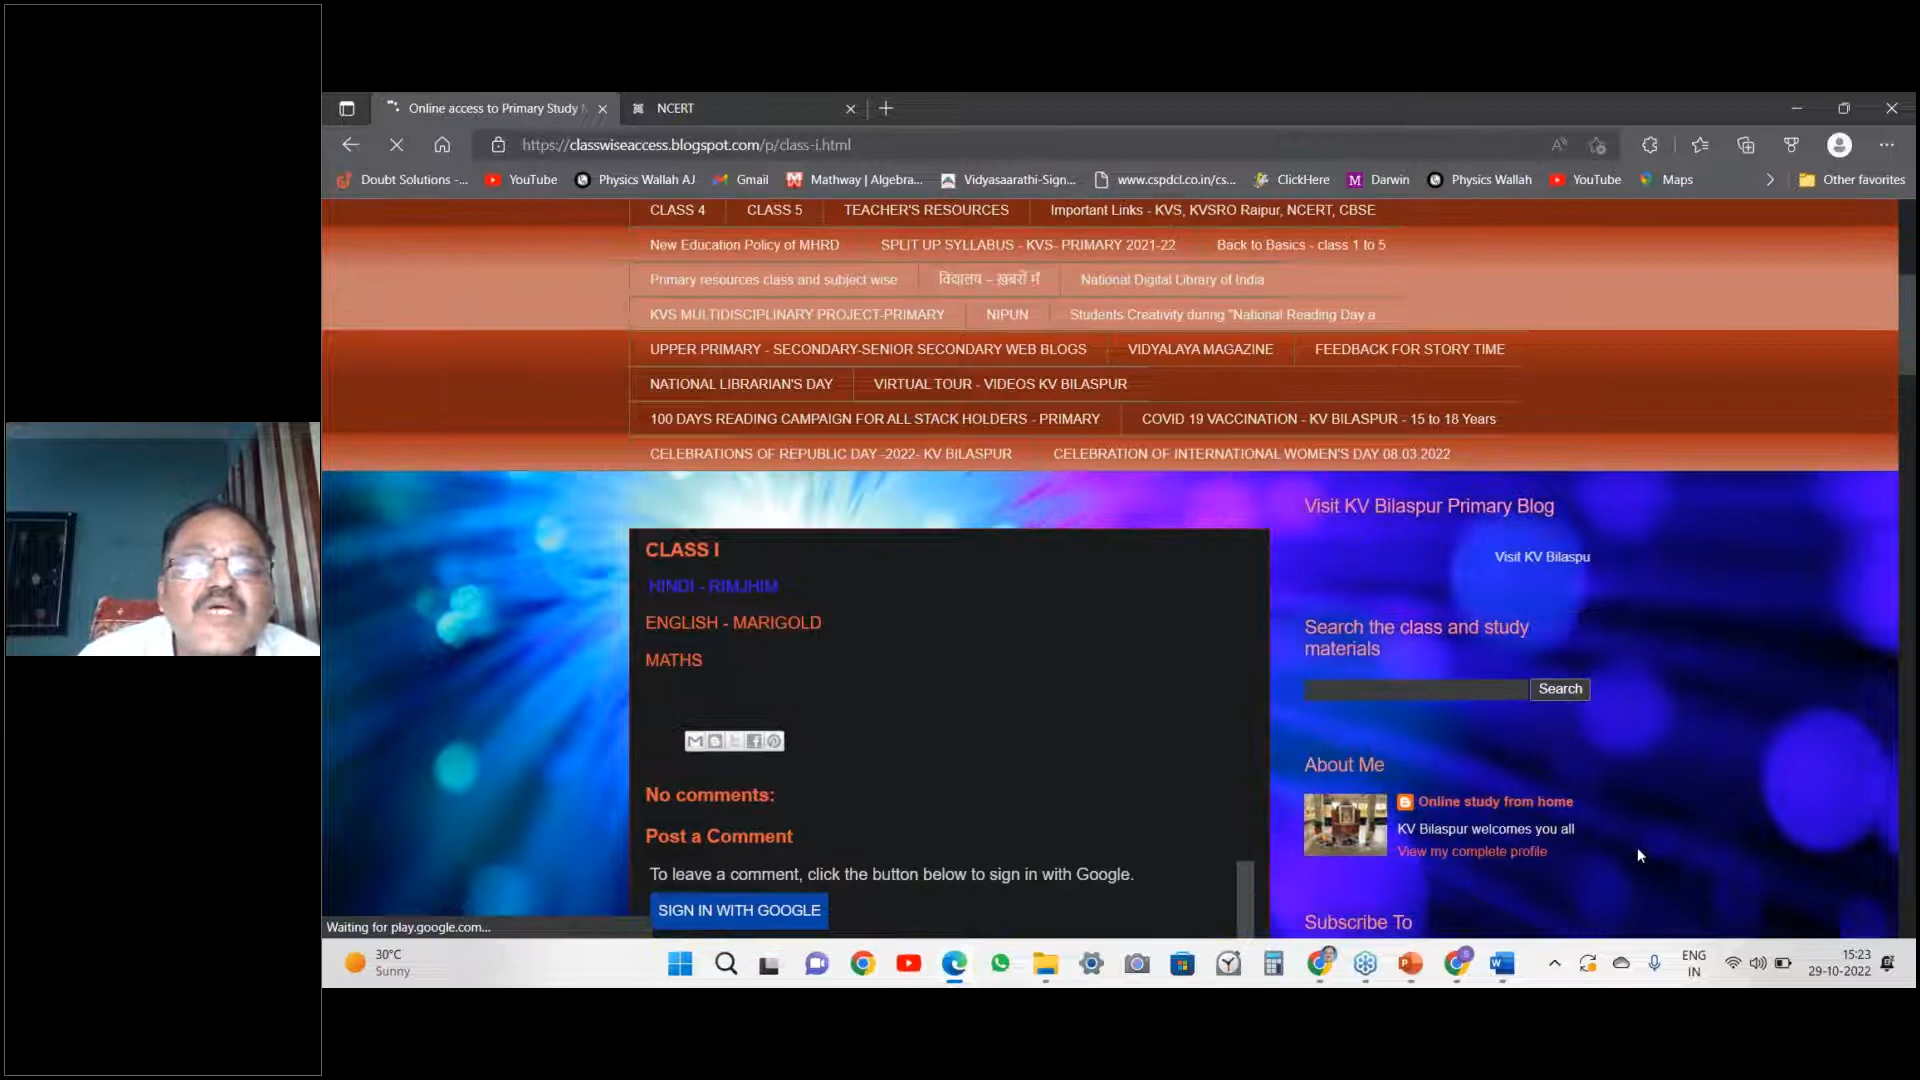 Online access to Primary Study
NCERT
https://classwiseaccess.blogspot.com/p/class-i.html
Doubt Solutions -... YouTube Physics Wallah AJ Gmail Mathway | Algebra... Vidyasaarathi-Sign... www.cspdcl.co.in/cs... ClickHere Darwin Physics Wallah YouTube Maps Other favorites
CLASS 4 CLASS 5 TEACHER'S RESOURCES Important Links - KVS, KVSRO Raipur, NCERT, CBSE
New Education Policy of MHRD SPLIT UP SYLLABUS - KVS- PRIMARY 2021-22 Back to Basics - class 1 to 5
Primary resources class and subject wise विद्यालय – ख़बरों में National Digital Library of India
KVS MULTIDISCIPLINARY PROJECT-PRIMARY NIPUN Students Creativity durng "National Reading Day a
UPPER PRIMARY - SECONDARY-SENIOR SECONDARY WEB BLOGS VIDYALAYA MAGAZINE FEEDBACK FOR STORY TIME
NATIONAL LIBRARIAN'S DAY VIRTUAL TOUR - VIDEOS KV BILASPUR
100 DAYS READING CAMPAIGN FOR ALL STACK HOLDERS - PRIMARY COVID 19 VACCINATION - KV BILASPUR - 15 to 18 Years
CELEBRATIONS OF REPUBLIC DAY -2022- KV BILASPUR CELEBRATION OF INTERNATIONAL WOMEN'S DAY 08.03.2022
CLASS I
HINDI - RIMJHIM
ENGLISH - MARIGOLD
MATHS
No comments:
Post a Comment
To leave a comment, click the button below to sign in with Google.
SIGN IN WITH GOOGLE
Visit KV Bilaspur Primary Blog
Visit KV Bilaspu
Search the class and study
materials
Search
About Me
Online study from home
KV Bilaspur welcomes you all
View my complete profile
Subscribe To
Waiting for play.google.com...
30°C
Sunny
ENG
IN
15:23
29-10-2022